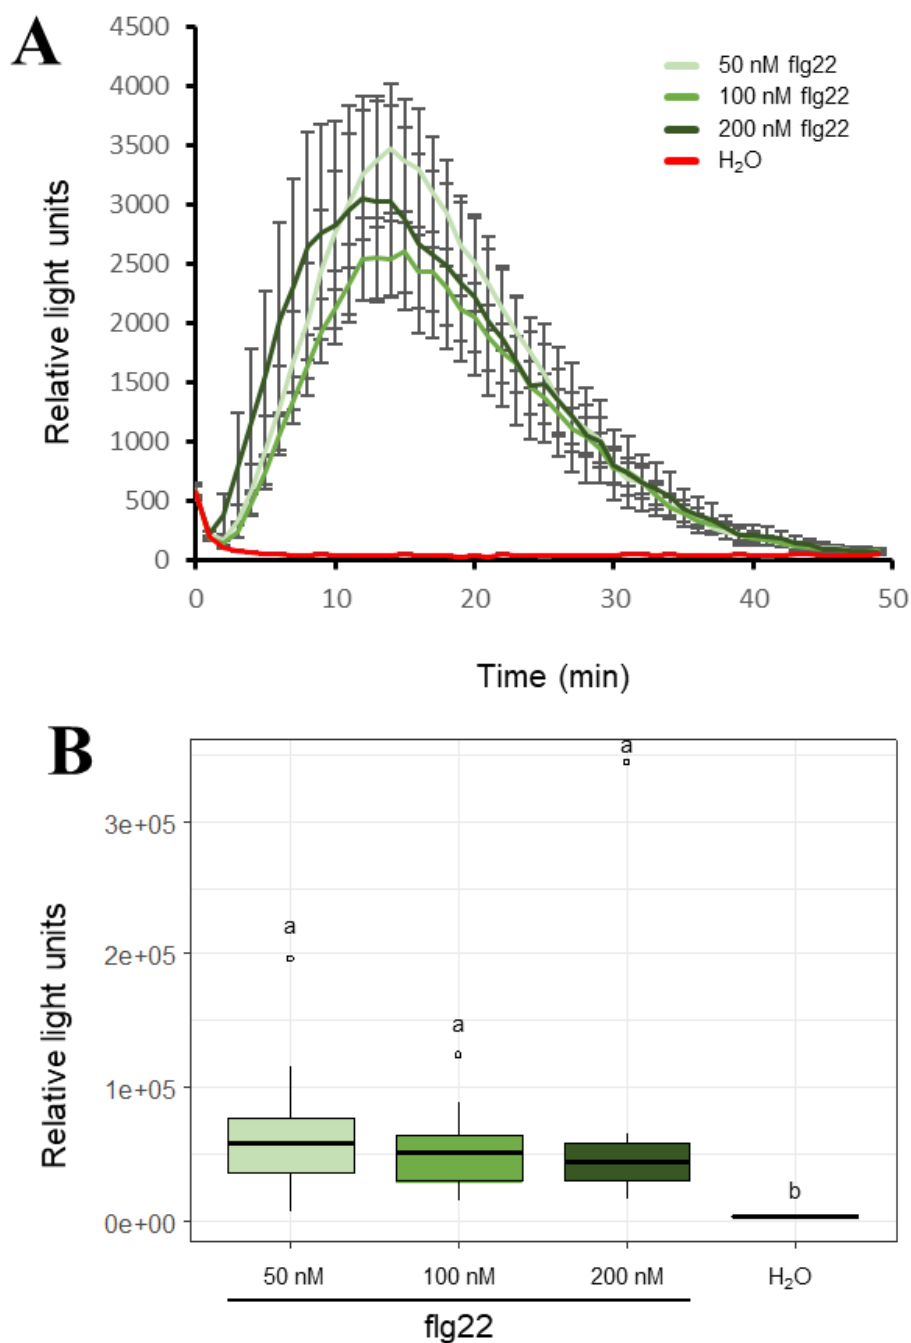 A
4500
4000
3500
3000
2500
2000
1500
1000
500
0
Relative light units
50 nM flg22
100 nM flg22
200 nM flg22
H₂O
0 10 20 30 40 50
Time (min)
B
3e+05
2e+05
1e+05
0e+00
Relative light units
a
a
a
b
50 nM 100 nM 200 nM H₂O
flg22